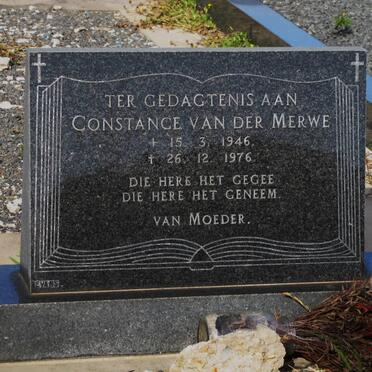 TER GEDAGTENIS AAN
CONSTANCE VAN DER MERWE
+ 15. 3. 1946.
† 26. 12. 1976.
DIE HERE HET GEGEE
DIE HERE HET GENEEM.
VAN MOEDER.
EVANS